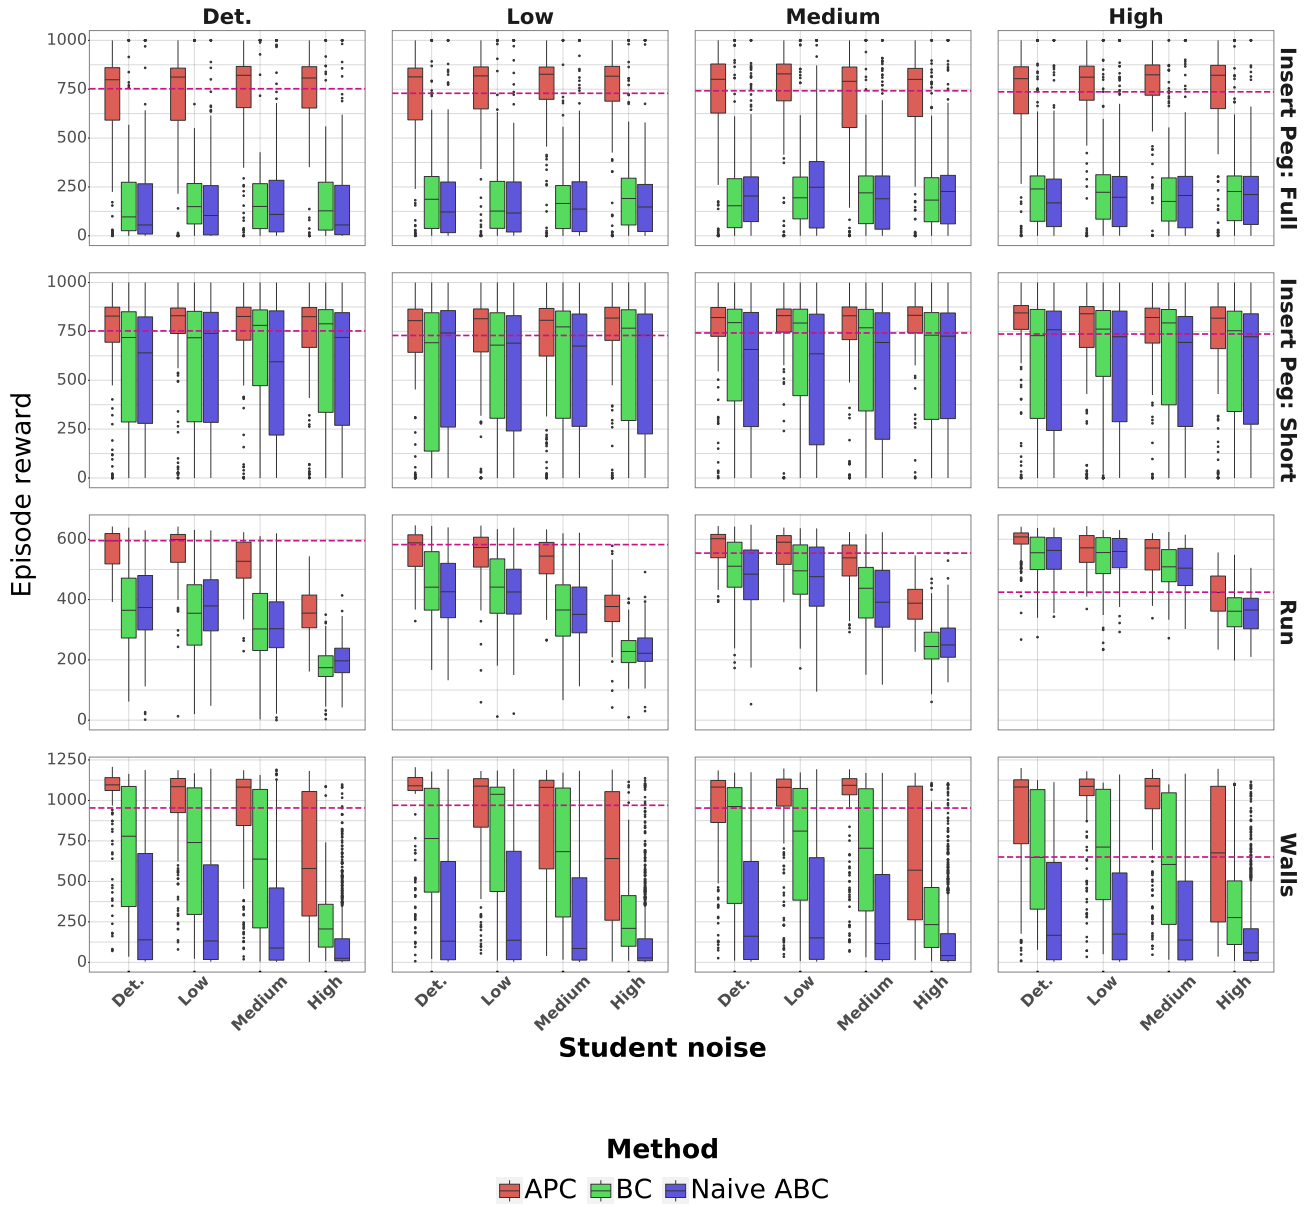 Det. Low Medium High
1000
750
500
250
0
Insert Peg: Full
1000
750
500
250
0
Insert Peg: Short
Episode reward
600
400
200
0
Run
1250
1000
750
500
250
0
Walls
Det. Low Medium High Det. Low Medium High Det. Low Medium High Det. Low Medium High
Student noise
Method
APC BC Naive ABC